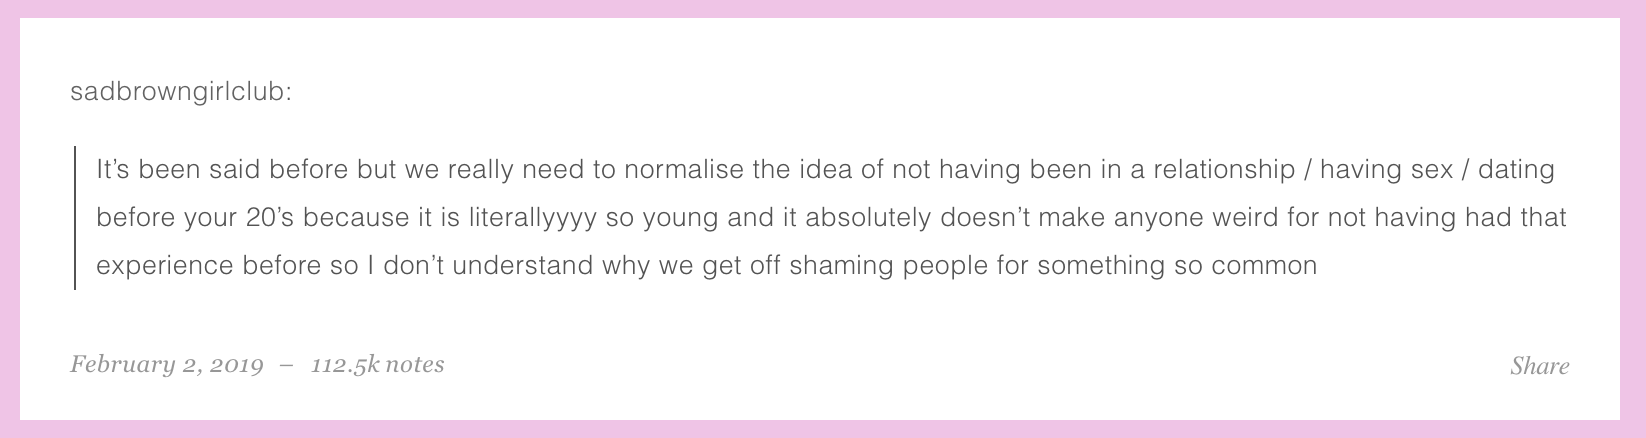 sadbrowngirlclub:
It’s been said before but we really need to normalise the idea of not having been in a relationship / having sex / dating
before your 20’s because it is literallyyyy so young and it absolutely doesn’t make anyone weird for not having had that
experience before so I don’t understand why we get off shaming people for something so common
February 2, 2019 – 112.5k notes
Share